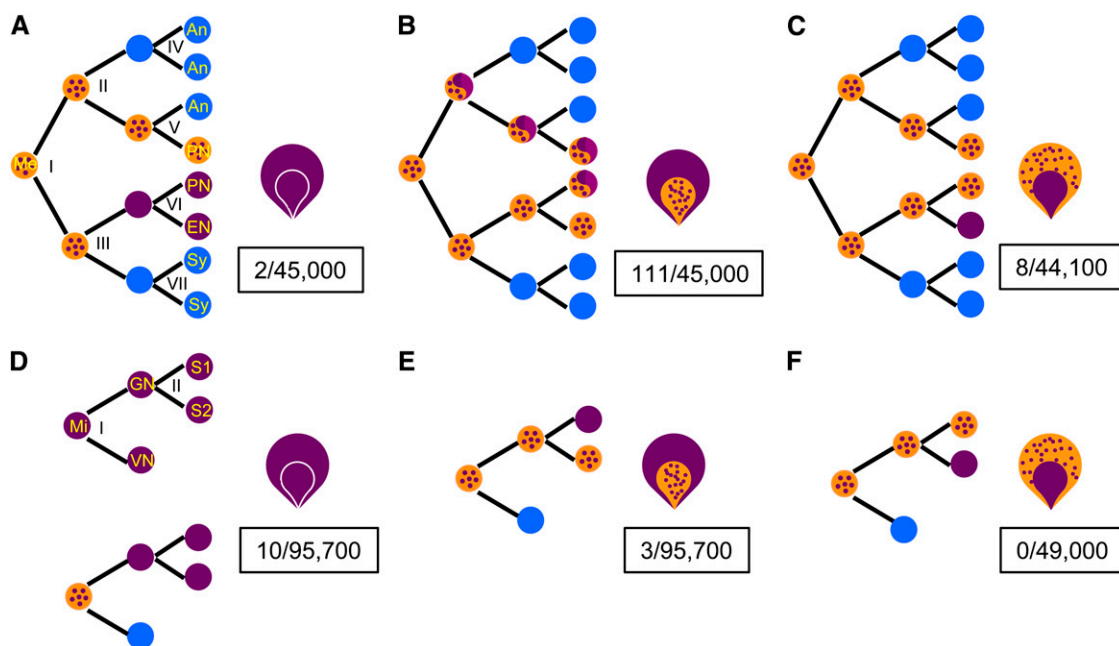 A
An
IV
An
II
An
V
PN
Me
I
PN
VI
EN
III
Sy
VII
Sy
2/45,000
B
111/45,000
C
8/44,100
D
S1
GN
II
S2
Mi
I
VN
10/95,700
E
3/95,700
F
0/49,000